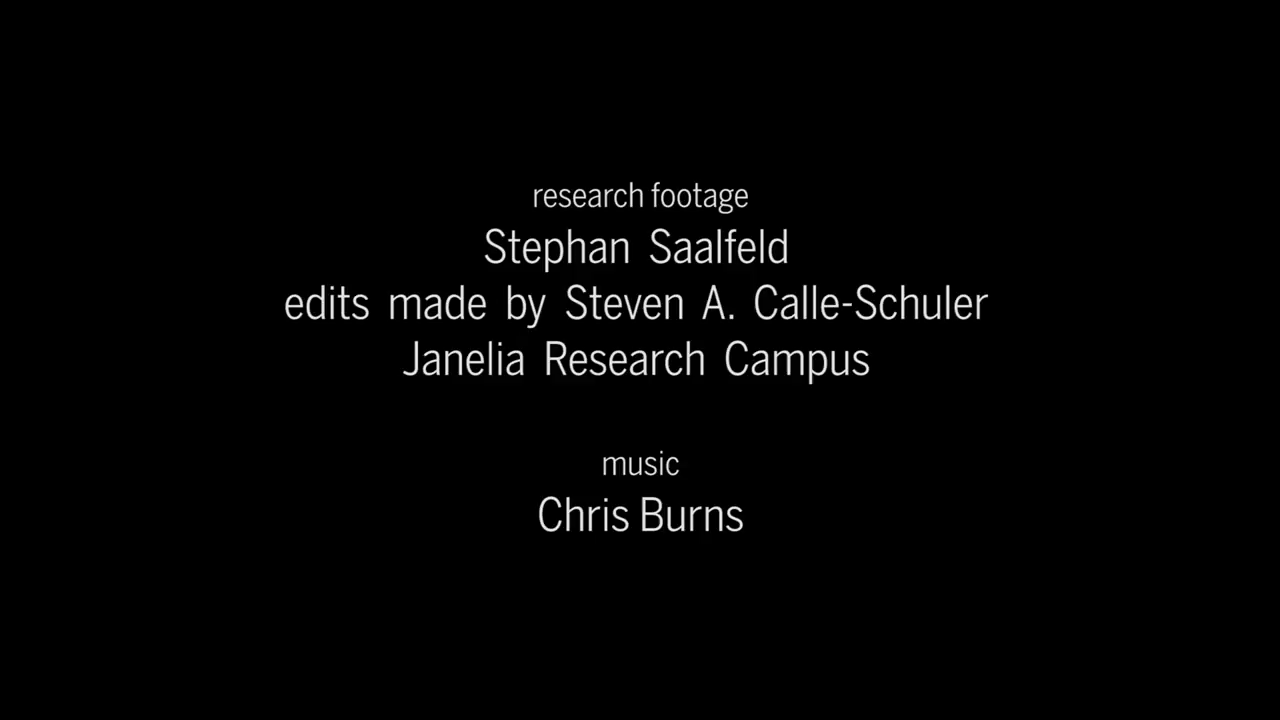 research footage
Stephan Saalfeld
edits made by Steven A. Calle-Schuler
Janelia Research Campus
music
Chris Burns